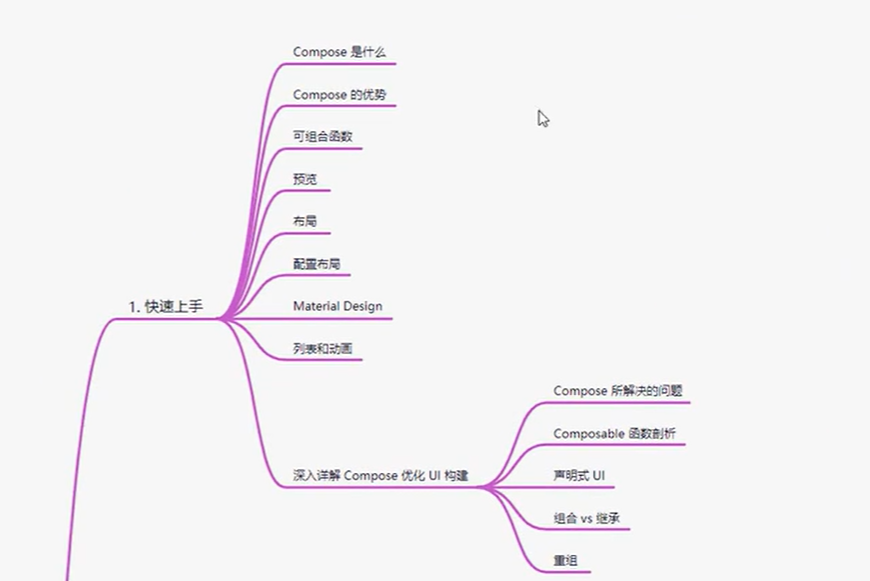 Compose 是什么
Compose 的优势
可组合函数
预览
布局
配置布局
1. 快速上手
Material Design
列表和动画
Compose 所解决的问题
Composable 函数剖析
深入详解 Compose 优化 UI 构建
声明式 UI
组合 vs 继承
重组